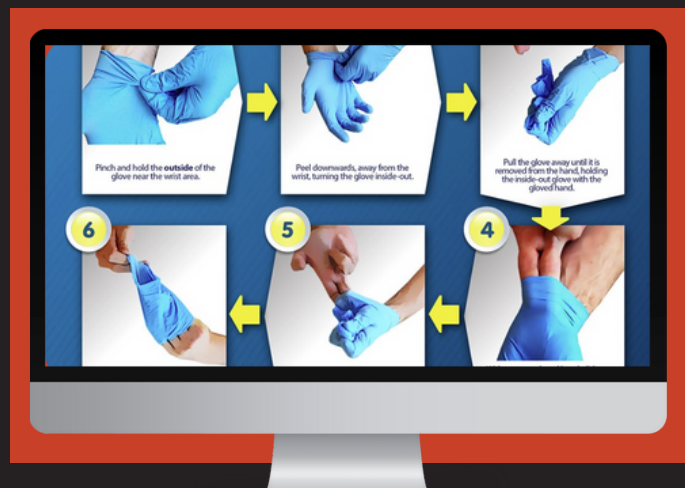 Pinch and hold the outside of the
glove near the wrist area.
Peel downwards, away from the
wrist, turning the glove inside-out.
Pull the glove away until it is
removed from the hand, holding
the inside-out glove with the
gloved hand.
4
5
6